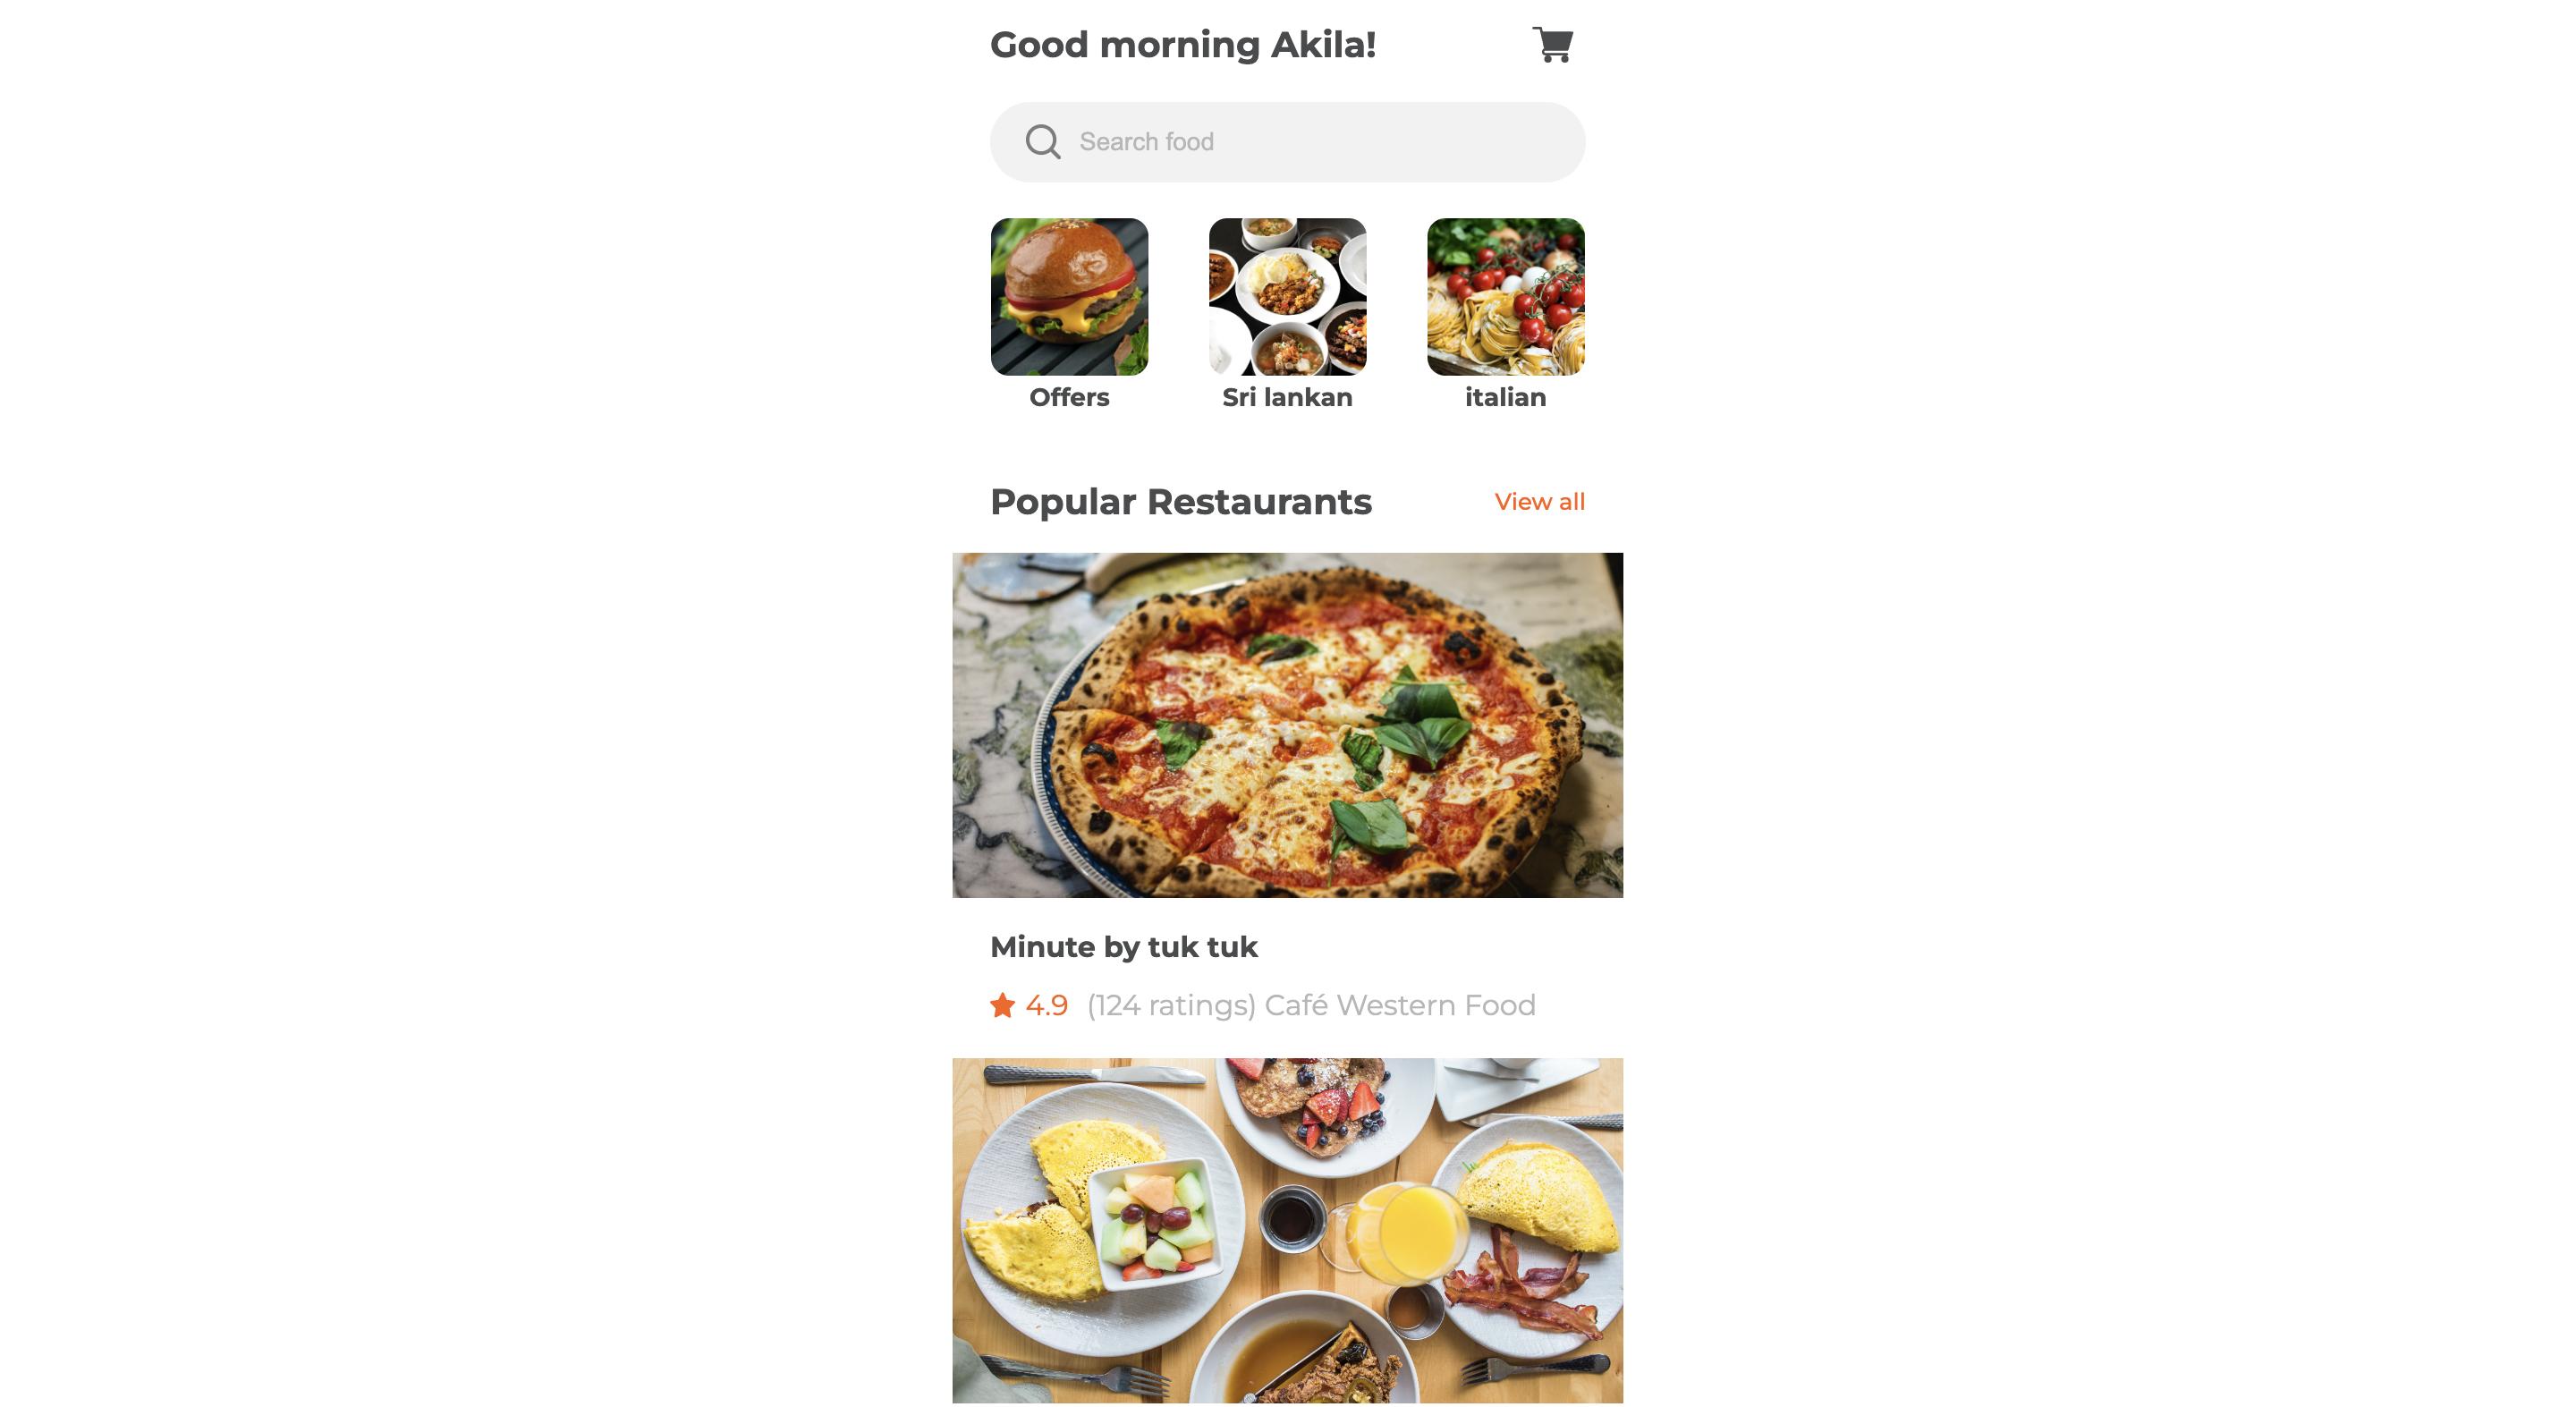 Good morning Akila!
Search food
Offers
Sri lankan
italian
Popular Restaurants
View all
Minute by tuk tuk
4.9 (124 ratings) Café Western Food